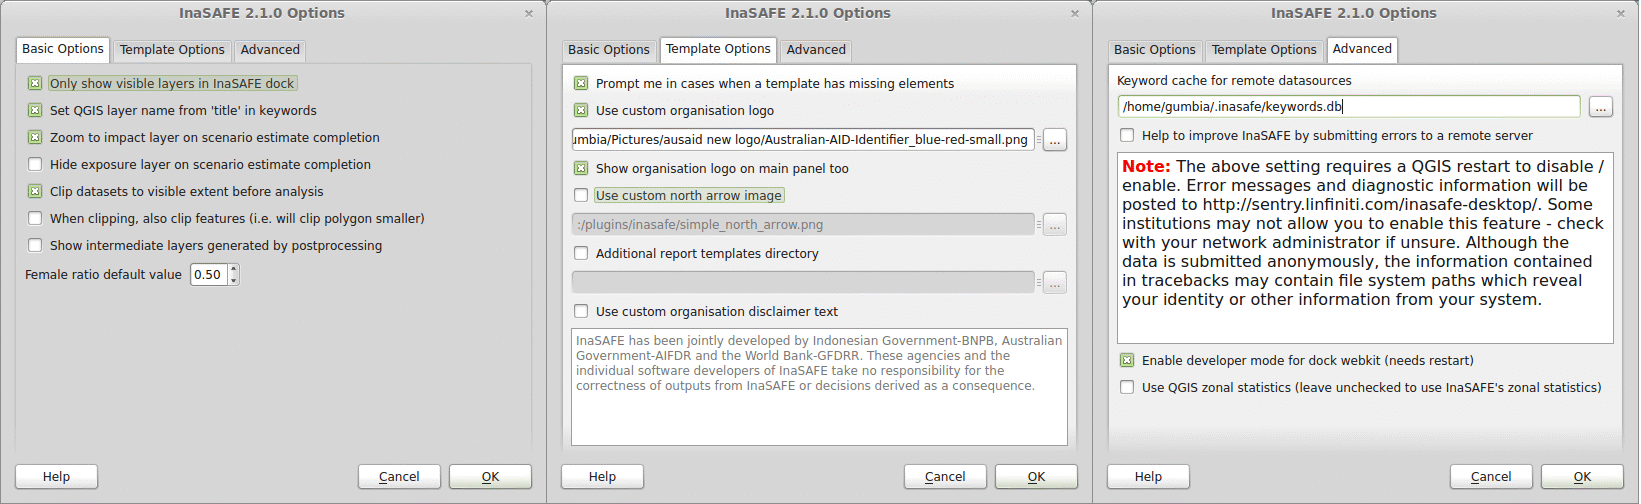 InaSAFE 2.1.0 Options
Basic Options Template Options Advanced
Only show visible layers in InaSAFE dock
Set QGIS layer name from 'title' in keywords
Zoom to impact layer on scenario estimate completion
Hide exposure layer on scenario estimate completion
Clip datasets to visible extent before analysis
When clipping, also clip features (i.e. will clip polygon smaller)
Show intermediate layers generated by postprocessing
Female ratio default value 0.50
Help Cancel OK
InaSAFE 2.1.0 Options
Basic Options Template Options Advanced
Prompt me in cases when a template has missing elements
Use custom organisation logo
umbia/Pictures/ausaid new logo/Australian-AID-Identifier_blue-red-small.png ...
Show organisation logo on main panel too
Use custom north arrow image
:/plugins/inasafe/simple_north_arrow.png ...
Additional report templates directory
...
Use custom organisation disclaimer text
InaSAFE has been jointly developed by Indonesian Government-BNPB, Australian
Government-AIFDR and the World Bank-GFDRR. These agencies and the
individual software developers of InaSAFE take no responsibility for the
correctness of outputs from InaSAFE or decisions derived as a consequence.
Help Cancel OK
InaSAFE 2.1.0 Options
Basic Options Template Options Advanced
Keyword cache for remote datasources
/home/gumbia/.inasafe/keywords.db ...
Help to improve InaSAFE by submitting errors to a remote server
Note: The above setting requires a QGIS restart to disable /
enable. Error messages and diagnostic information will be
posted to http://sentry.linfiniti.com/inasafe-desktop/. Some
institutions may not allow you to enable this feature - check
with your network administrator if unsure. Although the
data is submitted anonymously, the information contained
in tracebacks may contain file system paths which reveal
your identity or other information from your system.
Enable developer mode for dock webkit (needs restart)
Use QGIS zonal statistics (leave unchecked to use InaSAFE's zonal statistics)
Help Cancel OK